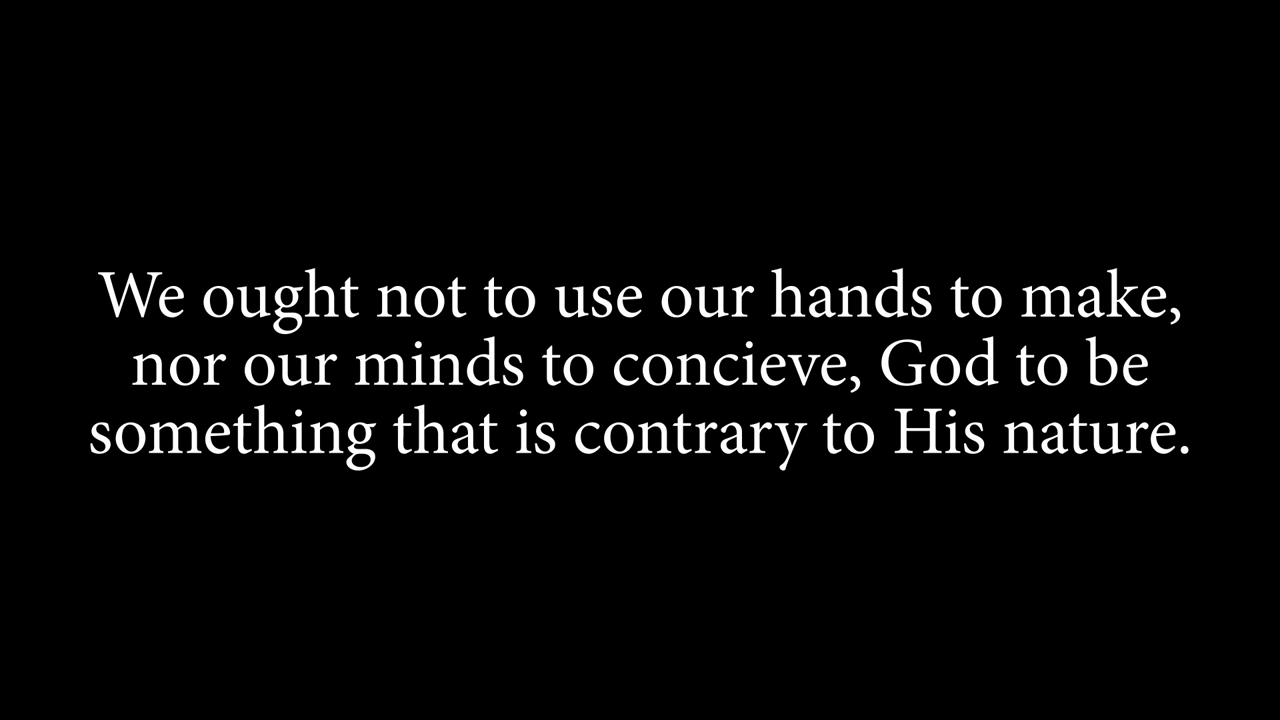 We ought not to use our hands to make,
nor our minds to concieve, God to be
something that is contrary to His nature.